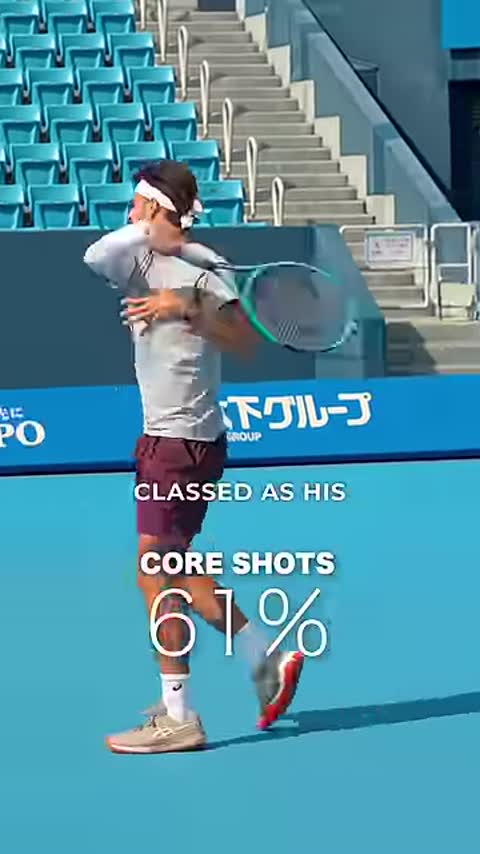 下グループ
PO
GROUP
CLASSED AS HIS
CORE SHOTS
61%